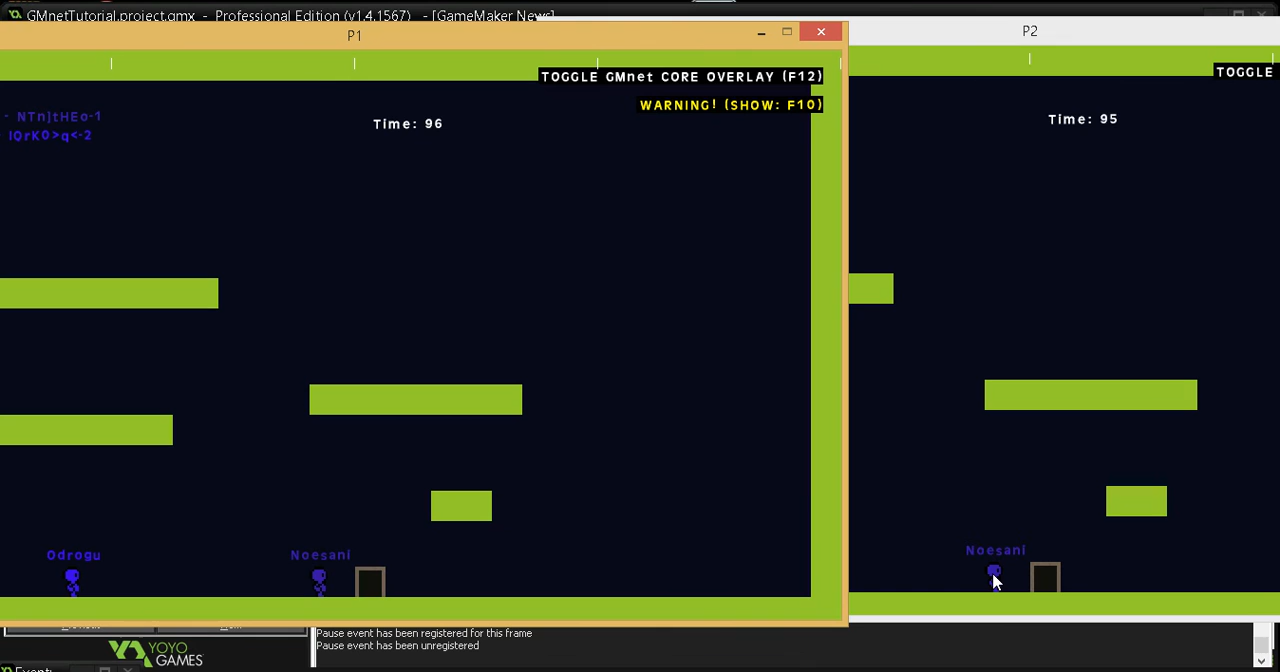 GMnetTutorial.project.gmx - Professional Edition (v1.4.1567) - [GameMaker News]
P1
P2
TOGGLE GMnet CORE OVERLAY (F12)
TOGGLE
WARNING! (SHOW: F10)
Time: 96
Time: 95
Odrogu
Noesani
Noesani
Pause event has been registered for this frame
Pause event has been unregistered
YOYO
GAMES
Event: